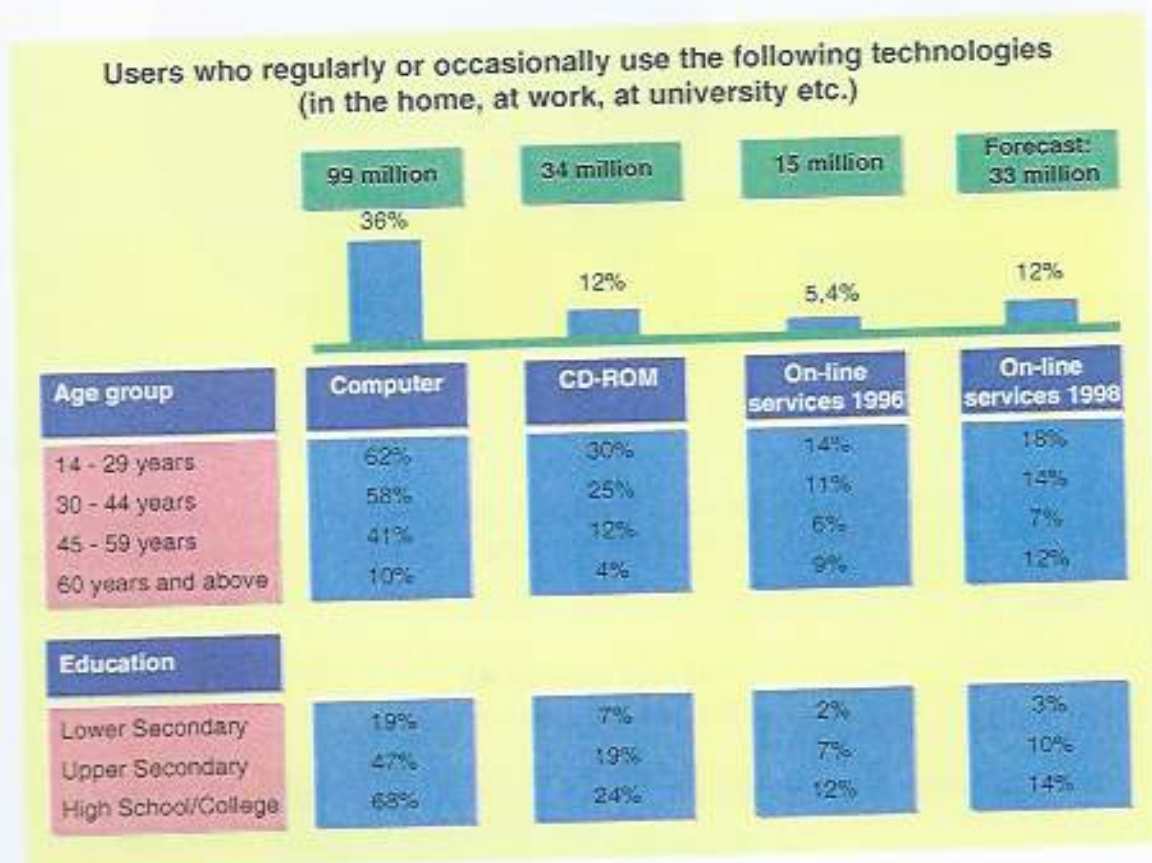 Users who regularly or occasionally use the following technologies
(in the home, at work, at university etc.)
99 million 34 million 15 million Forecast:
33 million
36% 12% 5,4% 12%
Age group Computer CD-ROM On-line
services 1996 On-line
services 1998
14 - 29 years 62% 30% 14% 18%
30 - 44 years 58% 25% 11% 14%
45 - 59 years 41% 12% 6% 7%
60 years and above 10% 4% 9% 12%
Education
Lower Secondary 19% 7% 2% 3%
Upper Secondary 47% 19% 7% 10%
High School/College 68% 24% 12% 14%